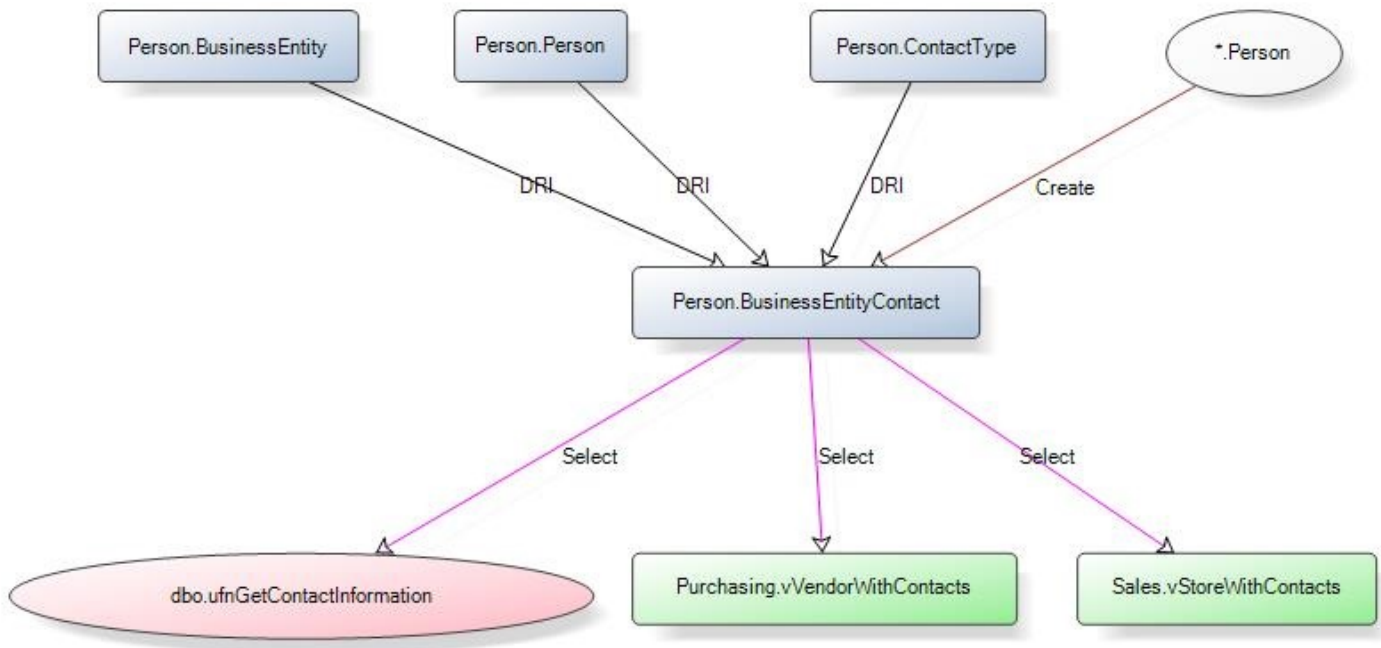 Person.BusinessEntity
Person.Person
Person.ContactType
*.Person
DRI
DRI
DRI
Create
Person.BusinessEntityContact
Select
Select
Select
dbo.ufnGetContactInformation
Purchasing.vVendorWithContacts
Sales.vStoreWithContacts